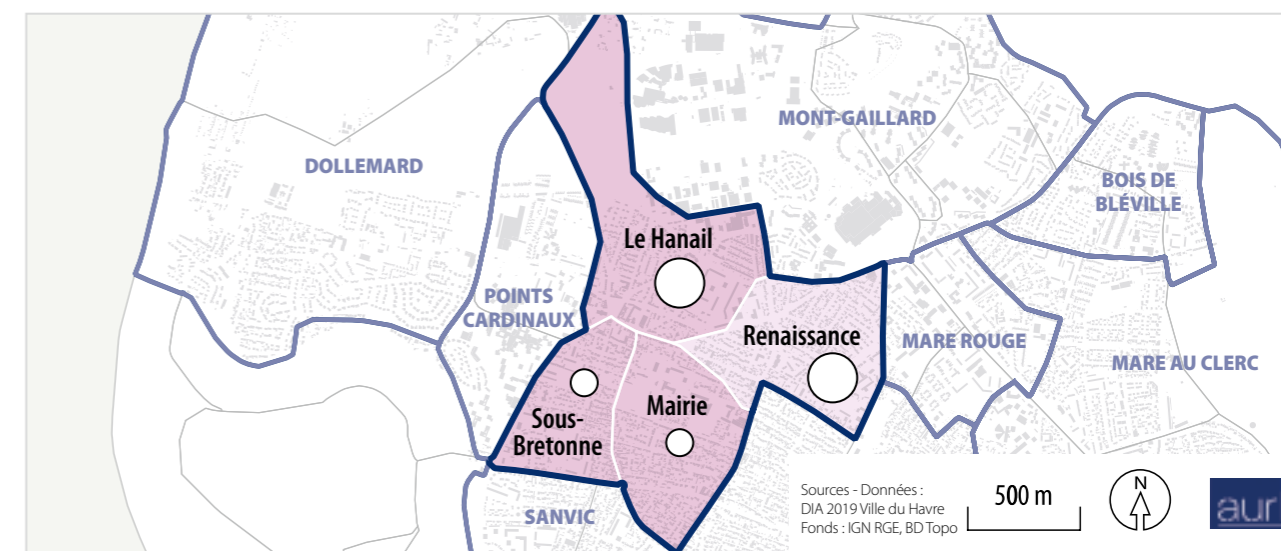 MONT-GAILLARD
DOLLEMARD
BOIS DE
BLÉVILLE
Le Hanail
POINTS
CARDINAUX
Renaissance
MARE ROUGE
MARE AU CLERC
Mairie
Sous-
Bretonne
SANVIC
Sources - Données :
DIA 2019 Ville du Havre
Fonds : IGN RGE, BD Topo
500 m
N
aur